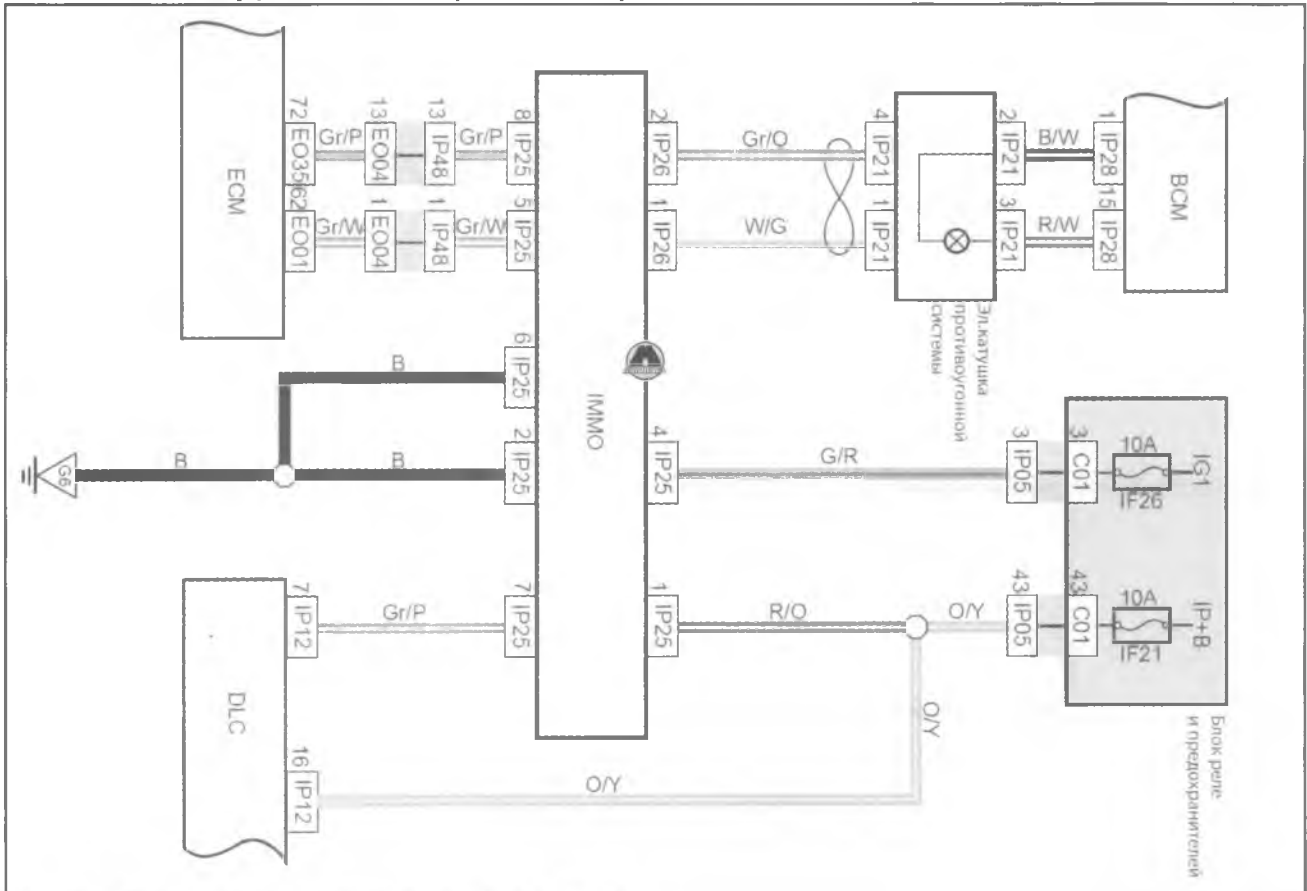 ECM
72
EO35
Gr/P
13
EO04
13
IP48
Gr/P
8
IP25
62
EO01
Gr/W
1
EO04
1
IP48
Gr/W
5
IP25
6
IP25
B
2
IP25
B
B
G6
DLC
7
IP12
Gr/P
7
IP25
16
IP12
O/Y
IMMO
2
IP26
Gr/O
4
IP21
1
IP26
W/G
1
IP21
Эл.катушка
противоугонной
системы
2
IP21
B/W
1
IP28
3
IP21
R/W
15
IP28
BCM
4
IP25
G/R
3
IP05
3
C01
10A
IF26
IG1
1
IP25
R/O
O/Y
43
IP05
43
C01
10A
IF21
IP+B
O/Y
Блок реле
и предохранителей